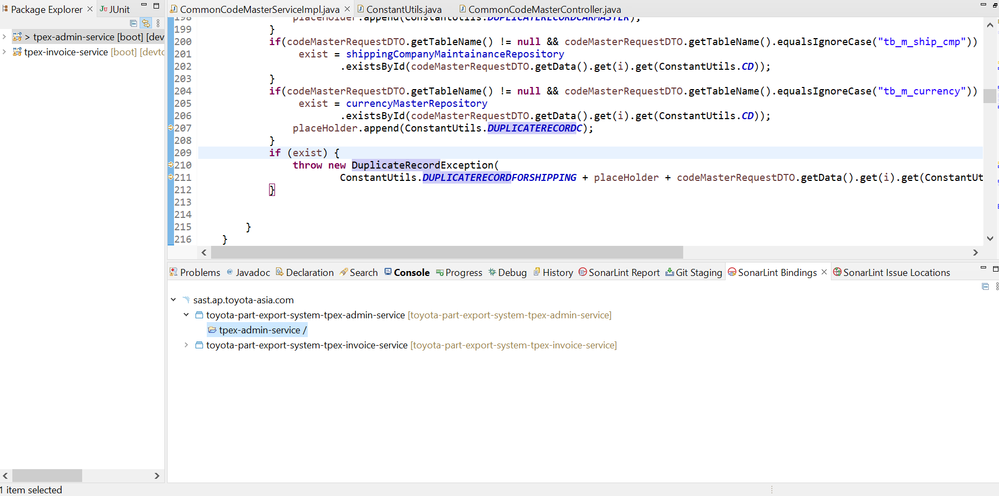 Package Explorer
JUnit
> tpex-admin-service [boot] [dev
tpex-invoice-service [boot] [devtc
CommonCodeMasterServiceImpl.java
ConstantUtils.java
CommonCodeMasterController.java
198 placeHolder.append(ConstantUtils.DUPLICATERECORDCARMASTER);
199 }
200 if(codeMasterRequestDTO.getTableName() != null && codeMasterRequestDTO.getTableName().equalsIgnoreCase("tb_m_ship_cmp"))
201 exist = shippingCompanyMaintainanceRepository
202 .existsById(codeMasterRequestDTO.getData().get(i).get(ConstantUtils.CD));
203 }
204 if(codeMasterRequestDTO.getTableName() != null && codeMasterRequestDTO.getTableName().equalsIgnoreCase("tb_m_currency"))
205 exist = currencyMasterRepository
206 .existsById(codeMasterRequestDTO.getData().get(i).get(ConstantUtils.CD));
207 placeHolder.append(ConstantUtils.DUPLICATERECORDC);
208 }
209 if (exist) {
210 throw new DuplicateRecordException(
211 ConstantUtils.DUPLICATERECORDFORSHIPPING + placeHolder + codeMasterRequestDTO.getData().get(i).get(ConstantUt
212 }
213
214
215 }
216 }
Problems
@ Javadoc
Declaration
Search
Console
Progress
Debug
History
SonarLint Report
Git Staging
SonarLint Bindings
SonarLint Issue Locations
sast.ap.toyota-asia.com
toyota-part-export-system-tpex-admin-service [toyota-part-export-system-tpex-admin-service]
tpex-admin-service /
toyota-part-export-system-tpex-invoice-service [toyota-part-export-system-tpex-invoice-service]
1 item selected